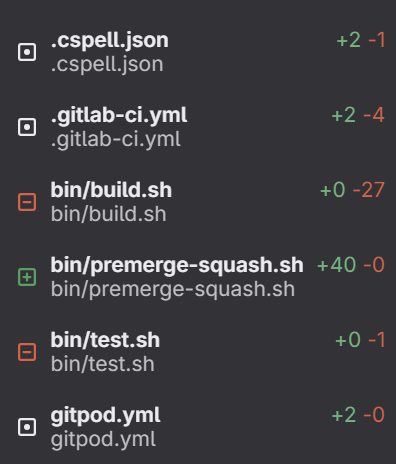 .cspell.json +2 -1
.cspell.json
.gitlab-ci.yml +2 -4
.gitlab-ci.yml
bin/build.sh +0 -27
bin/build.sh
bin/premerge-squash.sh +40 -0
bin/premerge-squash.sh
bin/test.sh +0 -1
bin/test.sh
gitpod.yml +2 -0
gitpod.yml